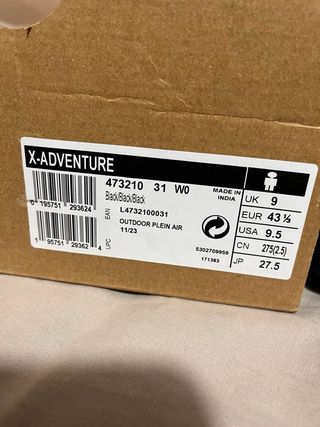 X-ADVENTURE
473210 31 W0
Black/Black/Black
MADE IN
INDIA
EAN
L4732100031
0 195751 293624
OUTDOOR PLEIN AIR
11/23
UPC
1 95751 29362 4
5302709959
171383
UK 9
EUR 43 ⅓
USA 9.5
CN 275(2.5)
JP 27.5